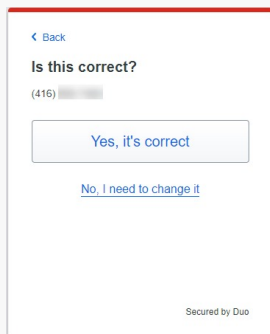 Back
Is this correct?
(416)
Yes, it's correct
No, I need to change it
Secured by Duo